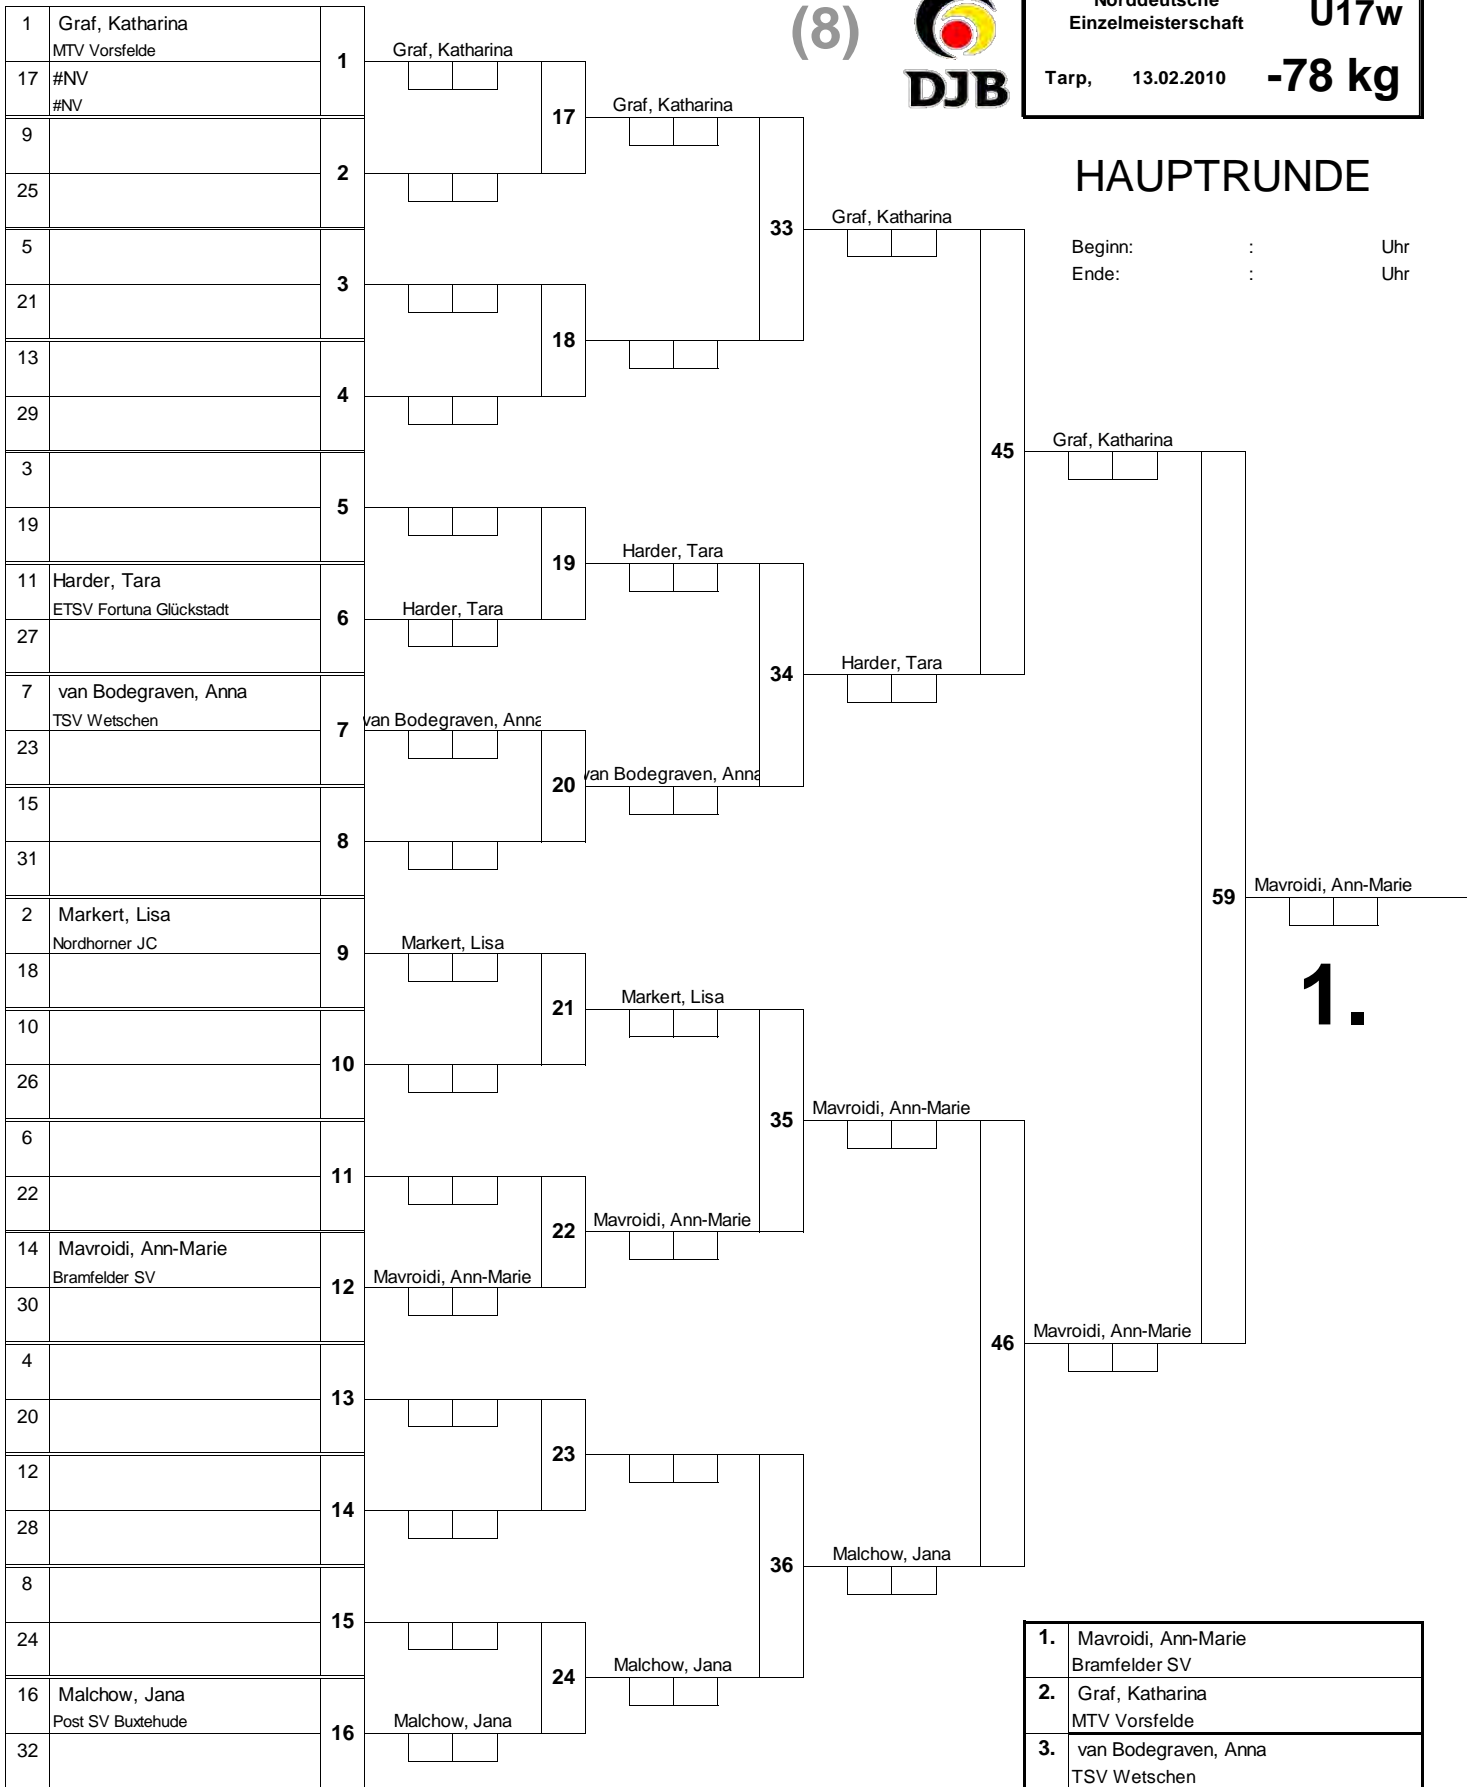 (8)
DJB
Norddeutsche
Einzelmeisterschaft
U17w
Tarp, 13.02.2010 -78 kg
HAUPTRUNDE
Beginn: : Uhr
Ende: : Uhr
1 Graf, Katharina
MTV Vorsfelde
17 #NV
#NV
1
Graf, Katharina
9
25
2
17
Graf, Katharina
5
21
3
13
29
4
18
33
Graf, Katharina
3
19
5
11 Harder, Tara
ETSV Fortuna Glückstadt
27
6
Harder, Tara
19
Harder, Tara
7 van Bodegraven, Anna
TSV Wetschen
23
7
van Bodegraven, Anna
15
31
8
20
van Bodegraven, Anna
34
Harder, Tara
45
Graf, Katharina
2 Markert, Lisa
Nordhorner JC
18
9
Markert, Lisa
10
26
10
21
Markert, Lisa
6
22
11
14 Mavroidi, Ann-Marie
Bramfelder SV
30
12
Mavroidi, Ann-Marie
22
Mavroidi, Ann-Marie
35
Mavroidi, Ann-Marie
4
20
13
12
28
14
23
8
24
15
16 Malchow, Jana
Post SV Buxtehude
32
16
Malchow, Jana
24
Malchow, Jana
36
Malchow, Jana
46
Mavroidi, Ann-Marie
59
Mavroidi, Ann-Marie
1.
1. Mavroidi, Ann-Marie
Bramfelder SV
2. Graf, Katharina
MTV Vorsfelde
3. van Bodegraven, Anna
TSV Wetschen